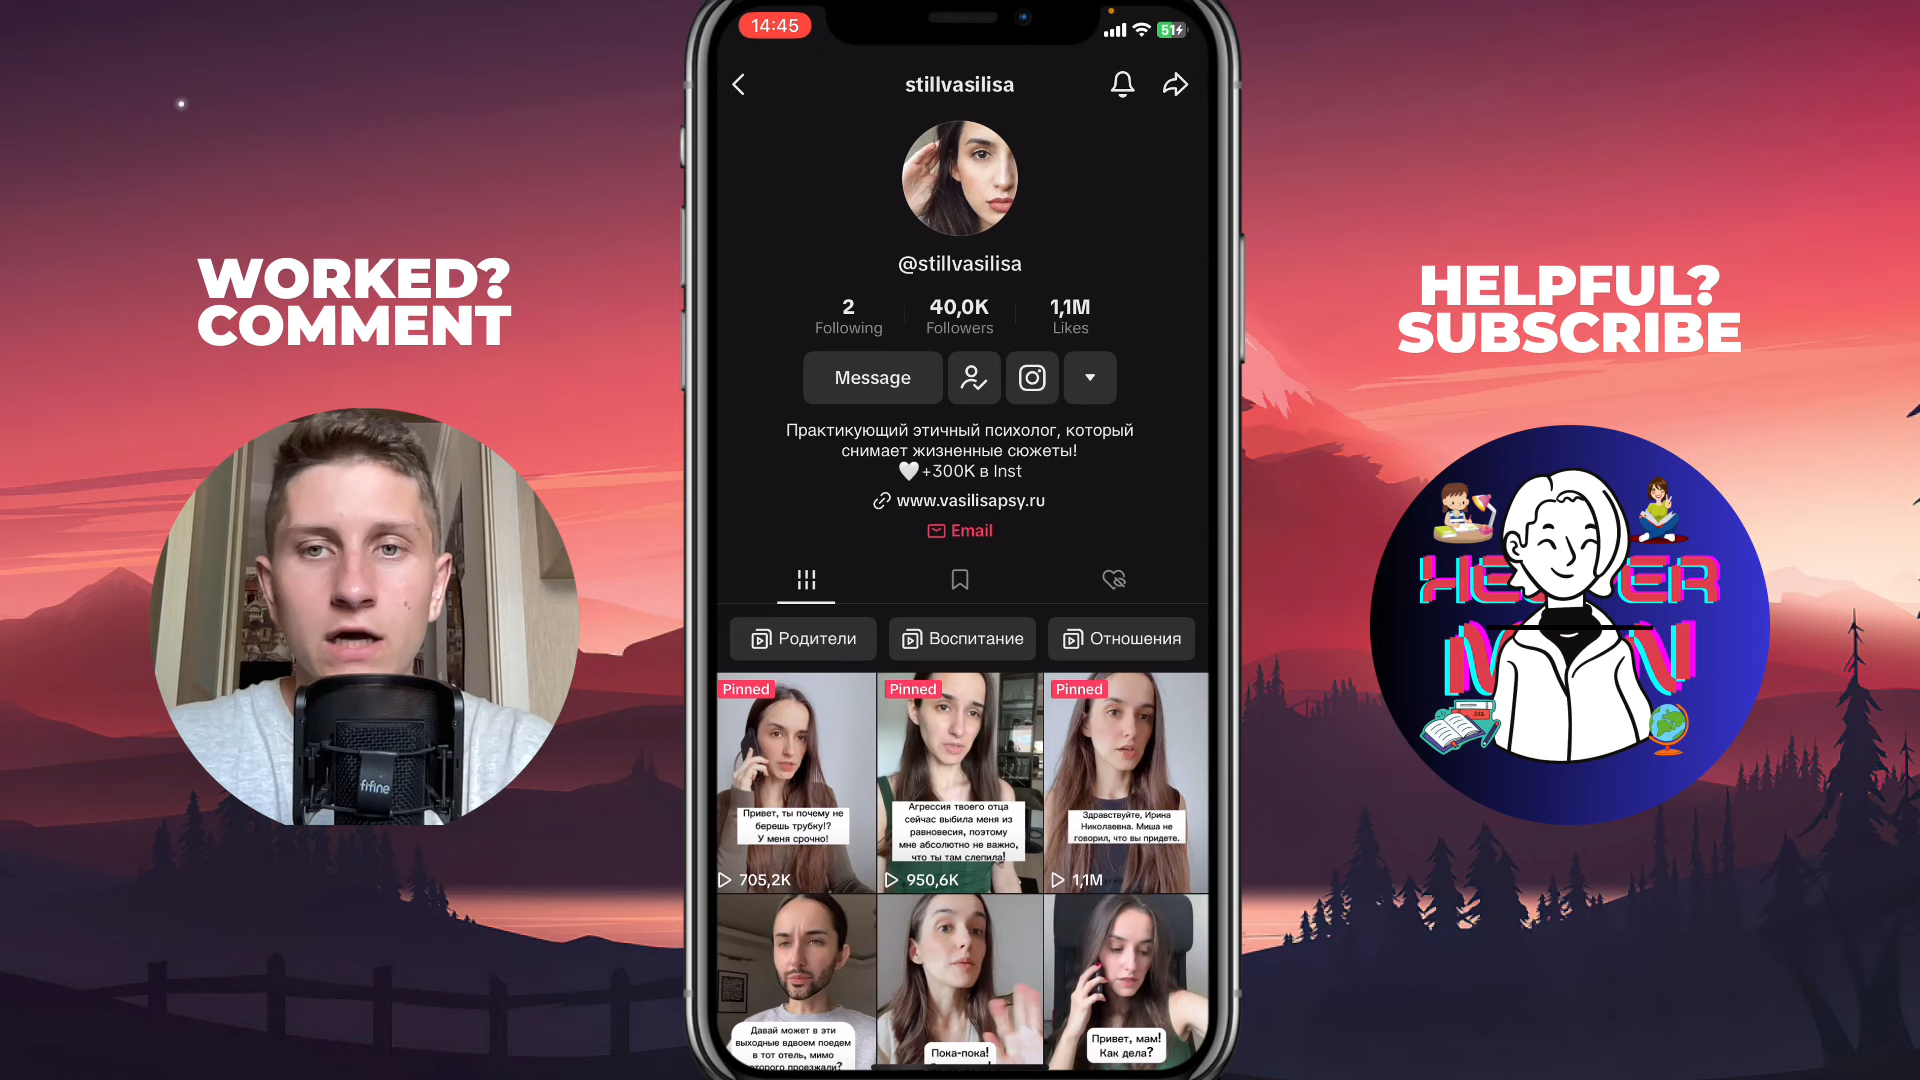 14:45
51
stillvasilisa
@stillvasilisa
2
Following
40,0K
Followers
1,1M
Likes
Message
Практикующий этичный психолог, который
снимает жизненные сюжеты!
🤍+300K в Inst
www.vasilisapsy.ru
Email
Родители
Воспитание
Отношения
Pinned
Pinned
Pinned
Привет, ты почему не
берешь трубку!?
У меня срочно!
705,2K
Агрессия твоего отца
сейчас выбила меня из
равновесия, поэтому
мне абсолютно не важно,
что ты там слепила!
950,6K
Здравствуйте, Ирина
Николаевна. Миша не
говорил, что вы придете.
1,1M
Давай может в эти
выходные вдвоем поедем
в тот отель, мимо
которого проезжали?
Пока-пока!
Привет, мам!
Как дела?
WORKED?
COMMENT
fifine
HELPFUL?
SUBSCRIBE